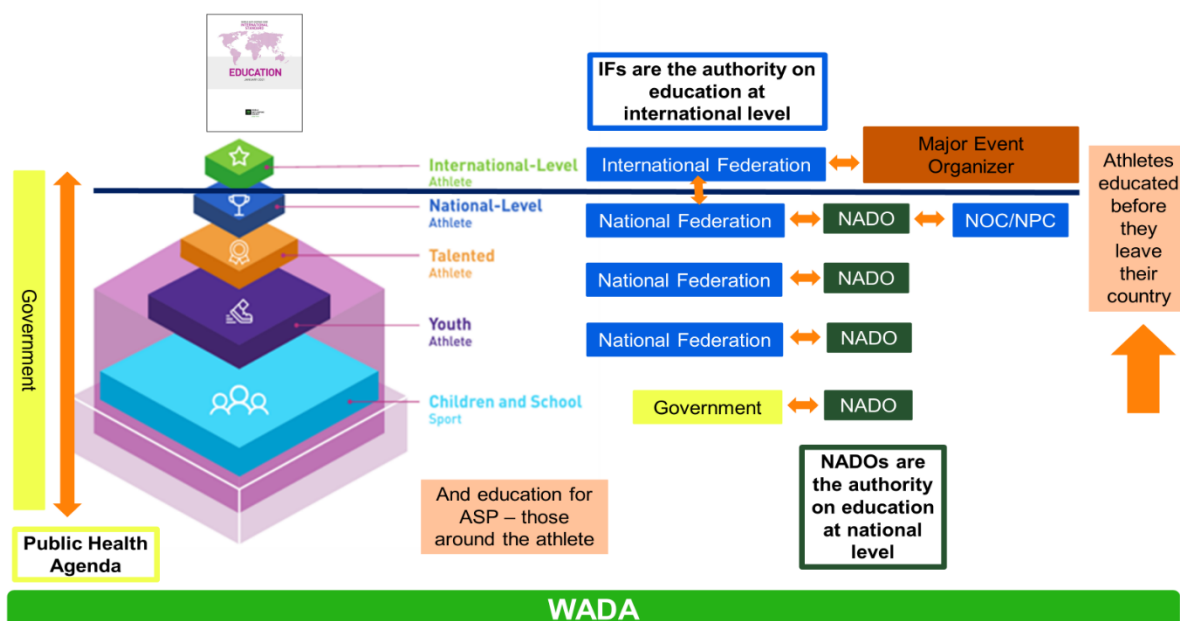 INTERNATIONAL
STANDARD
EDUCATION
IFs are the authority on
education at
international level
International-Level
Athlete
International Federation
Major Event
Organizer
National-Level
Athlete
National Federation
NADO
NOC/NPC
Talented
Athlete
National Federation
NADO
Youth
Athlete
National Federation
NADO
Children and School
Sport
Government
NADO
Athletes
educated
before
they
leave
their
country
Government
Public Health
Agenda
And education for
ASP – those
around the athlete
NADOs are
the authority
on education
at national
level
WADA